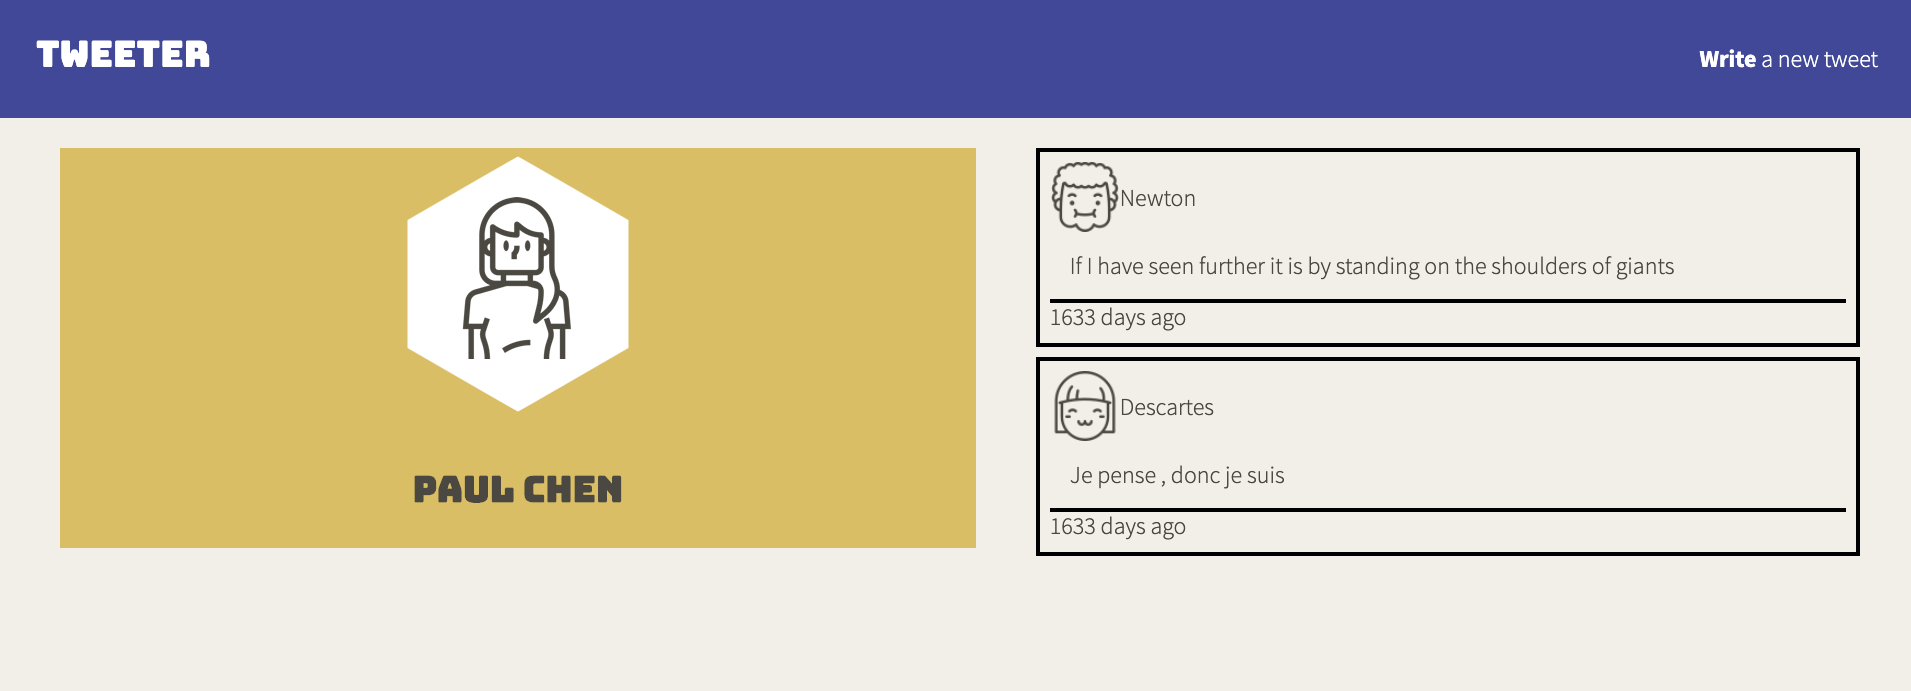 TWEETER
Write a new tweet
PAUL CHEN
Newton
If I have seen further it is by standing on the shoulders of giants
1633 days ago
Descartes
Je pense , donc je suis
1633 days ago